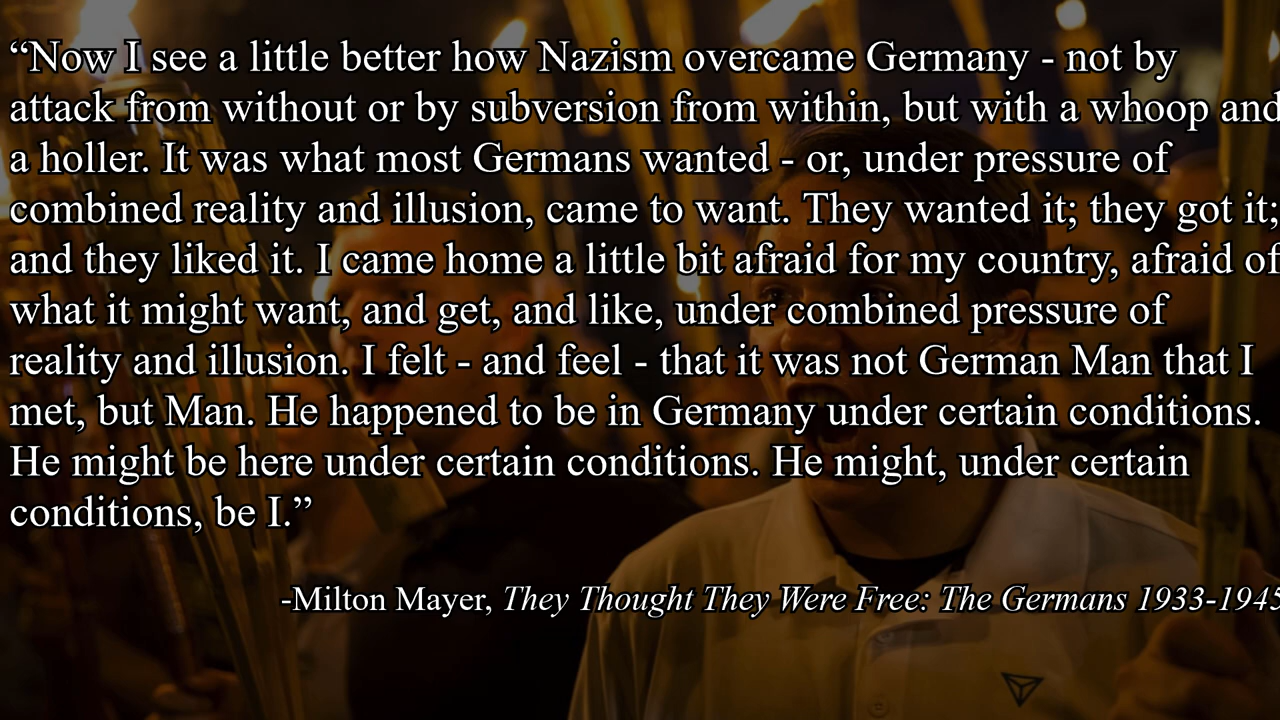 “Now I see a little better how Nazism overcame Germany - not by
attack from without or by subversion from within, but with a whoop and
a holler. It was what most Germans wanted - or, under pressure of
combined reality and illusion, came to want. They wanted it; they got it;
and they liked it. I came home a little bit afraid for my country, afraid of
what it might want, and get, and like, under combined pressure of
reality and illusion. I felt - and feel - that it was not German Man that I
met, but Man. He happened to be in Germany under certain conditions.
He might be here under certain conditions. He might, under certain
conditions, be I.”
-Milton Mayer, They Thought They Were Free: The Germans 1933-1945